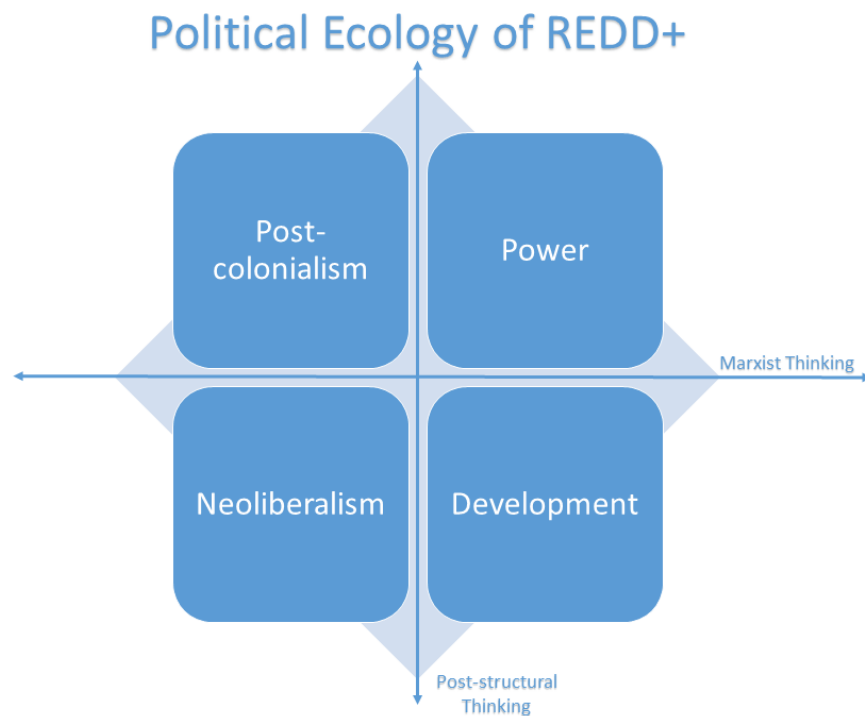 Political Ecology of REDD+
Post-
colonialism
Power
Marxist Thinking
Neoliberalism
Development
Post-structural
Thinking